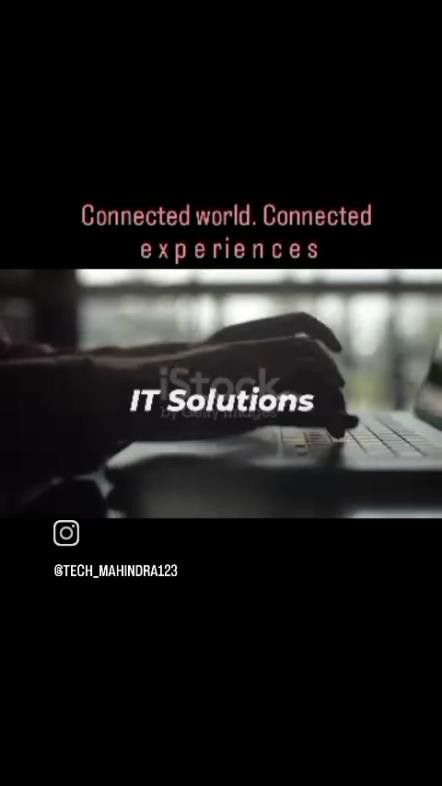 Connected world. Connected
experiences
iStock
IT Solutions
by Getty Images
@TECH_MAHINDRA123